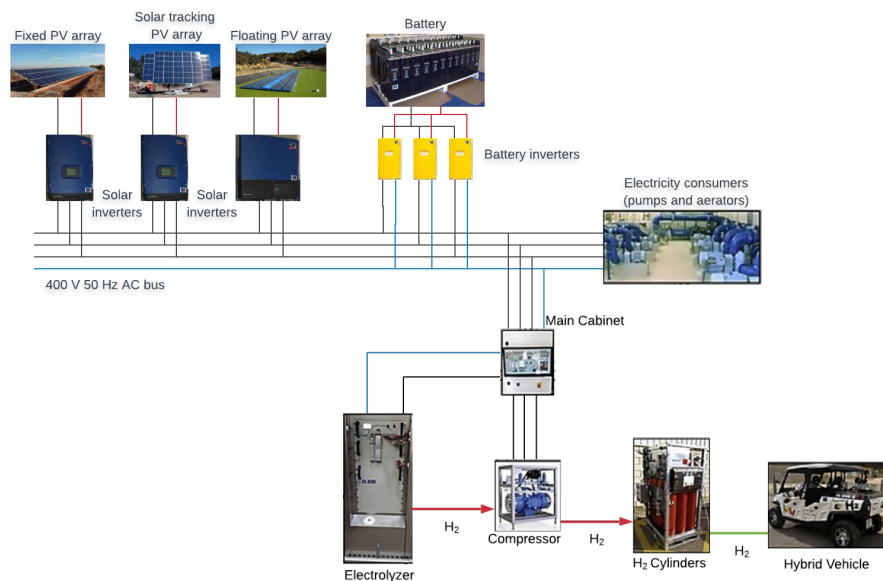 Solar tracking
PV array
Fixed PV array
Floating PV array
Battery
Solar
inverters
Solar
inverters
Battery inverters
Electricity consumers
(pumps and aerators)
400 V 50 Hz AC bus
Main Cabinet
EL500
H₂
H₂
H₂
Compressor
H₂ Cylinders
Hybrid Vehicle
Electrolyzer